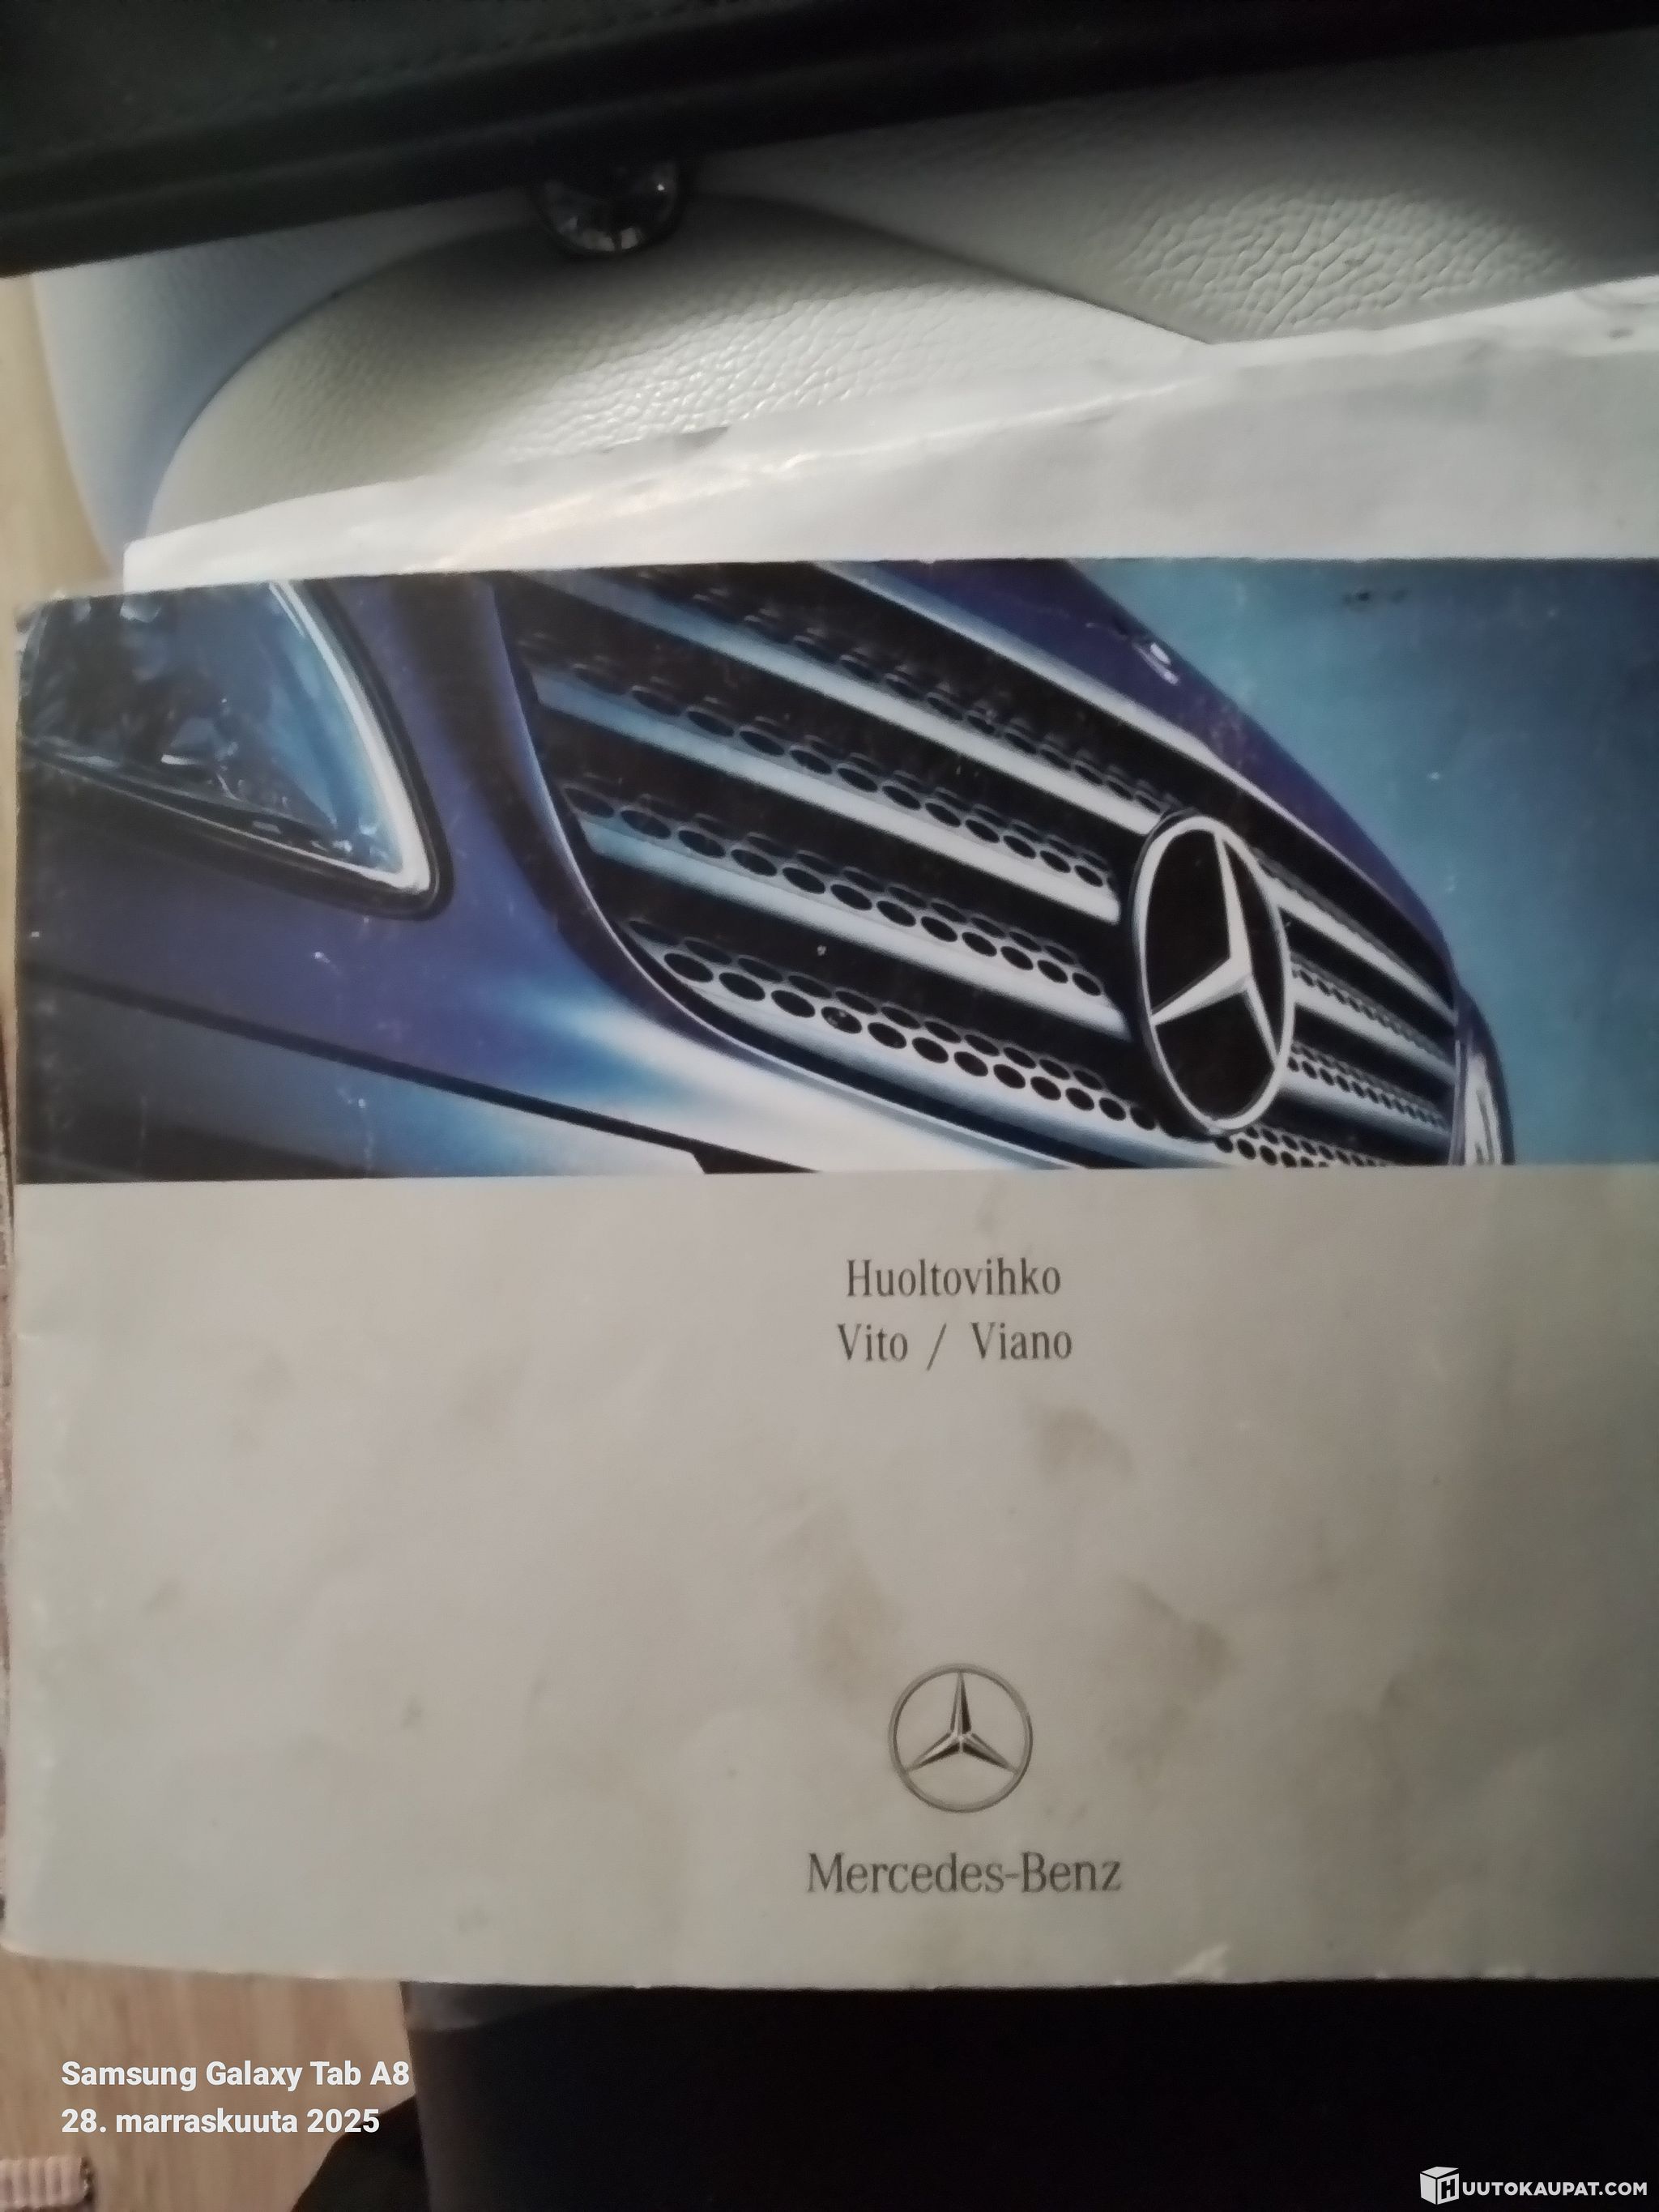 Huoltovihko
Vito / Viano
Mercedes-Benz
Samsung Galaxy Tab A8
28. marraskuuta 2025
HUUTOKAUPAT.COM